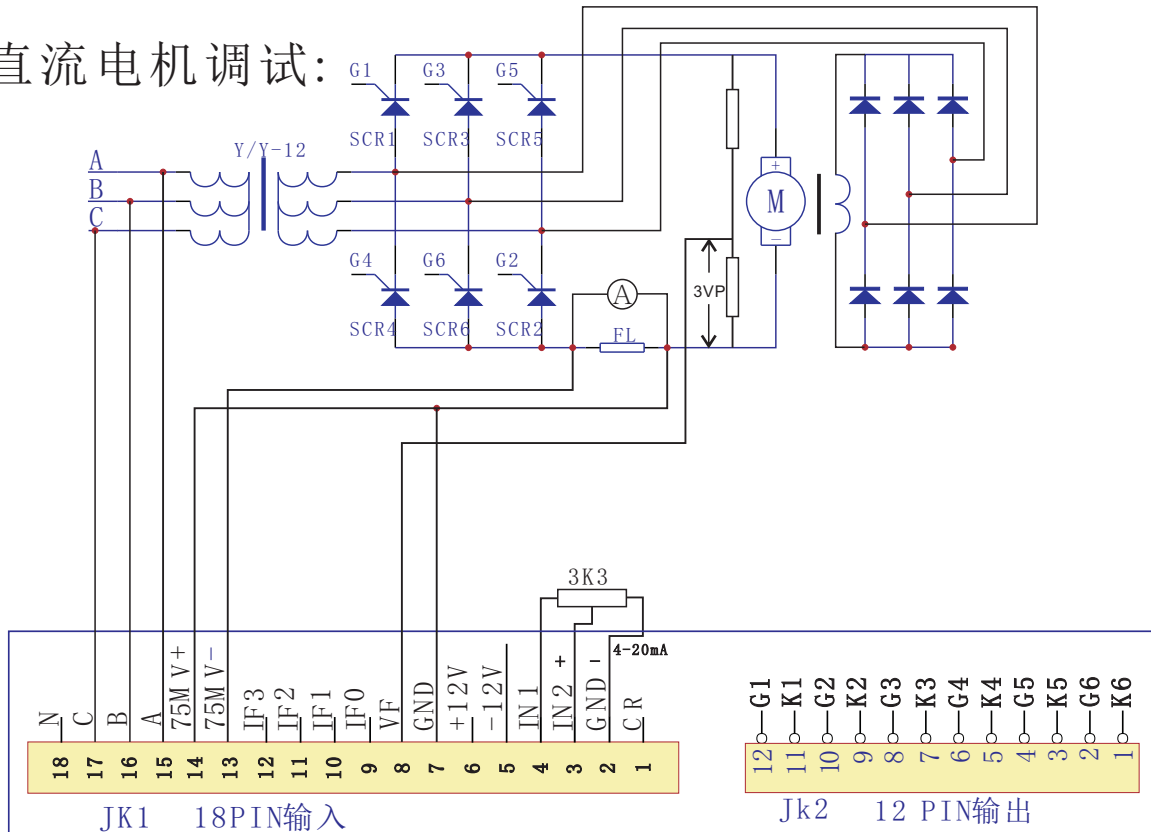 直流电机调试:
G1
G3
G5
SCR1
SCR3
SCR5
Y/Y-12
A
B
C
+
M
−
G4
G6
G2
A
3VP
SCR4
SCR6
SCR2
FL
3K3
4-20mA
N
C
B
A
75MV+
75MV-
IF3
IF2
IF1
IF0
VF
GND
+12V
-12V
IN1
IN2 +
GND -
CR
18 17 16 15 14 13 12 11 10 9 8 7 6 5 4 3 2 1
JK1 18PIN输入
G1
K1
G2
K2
G3
K3
G4
K4
G5
K5
G6
K6
12 11 10 9 8 7 6 5 4 3 2 1
Jk2 12 PIN输出